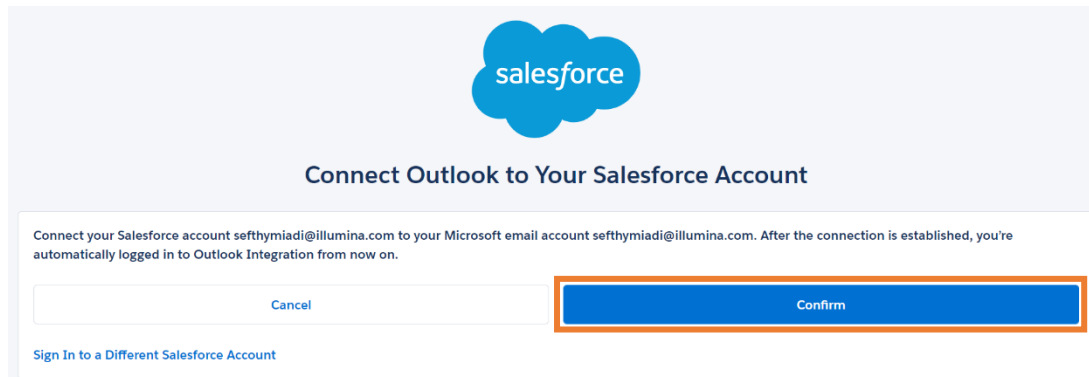 salesforce
Connect Outlook to Your Salesforce Account
Connect your Salesforce account sefthymiadi@illumina.com to your Microsoft email account sefthymiadi@illumina.com. After the connection is established, you're
automatically logged in to Outlook Integration from now on.
Cancel
Confirm
Sign In to a Different Salesforce Account